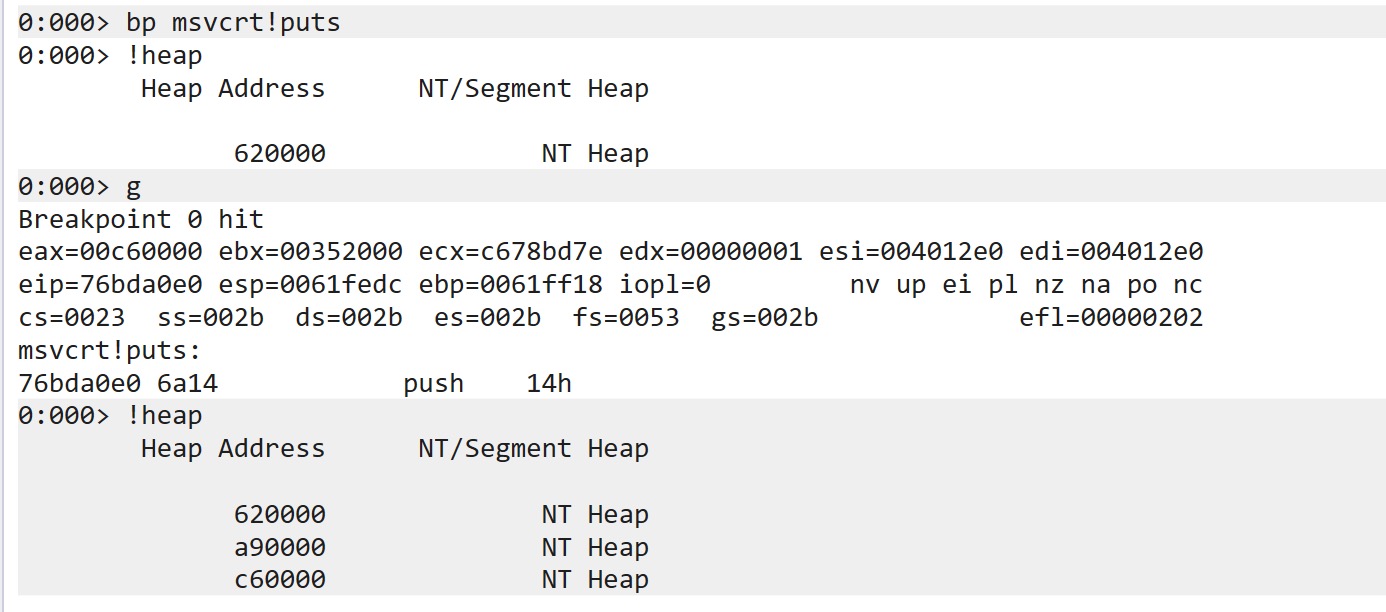 0:000> bp msvcrt!puts
0:000> !heap
        Heap Address      NT/Segment Heap

              620000              NT Heap
0:000> g
Breakpoint 0 hit
eax=00c60000 ebx=00352000 ecx=c678bd7e edx=00000001 esi=004012e0 edi=004012e0
eip=76bda0e0 esp=0061fedc ebp=0061ff18 iopl=0         nv up ei pl nz na po nc
cs=0023  ss=002b  ds=002b  es=002b  fs=0053  gs=002b             efl=00000202
msvcrt!puts:
76bda0e0 6a14            push    14h
0:000> !heap
        Heap Address      NT/Segment Heap

              620000              NT Heap
              a90000              NT Heap
              c60000              NT Heap